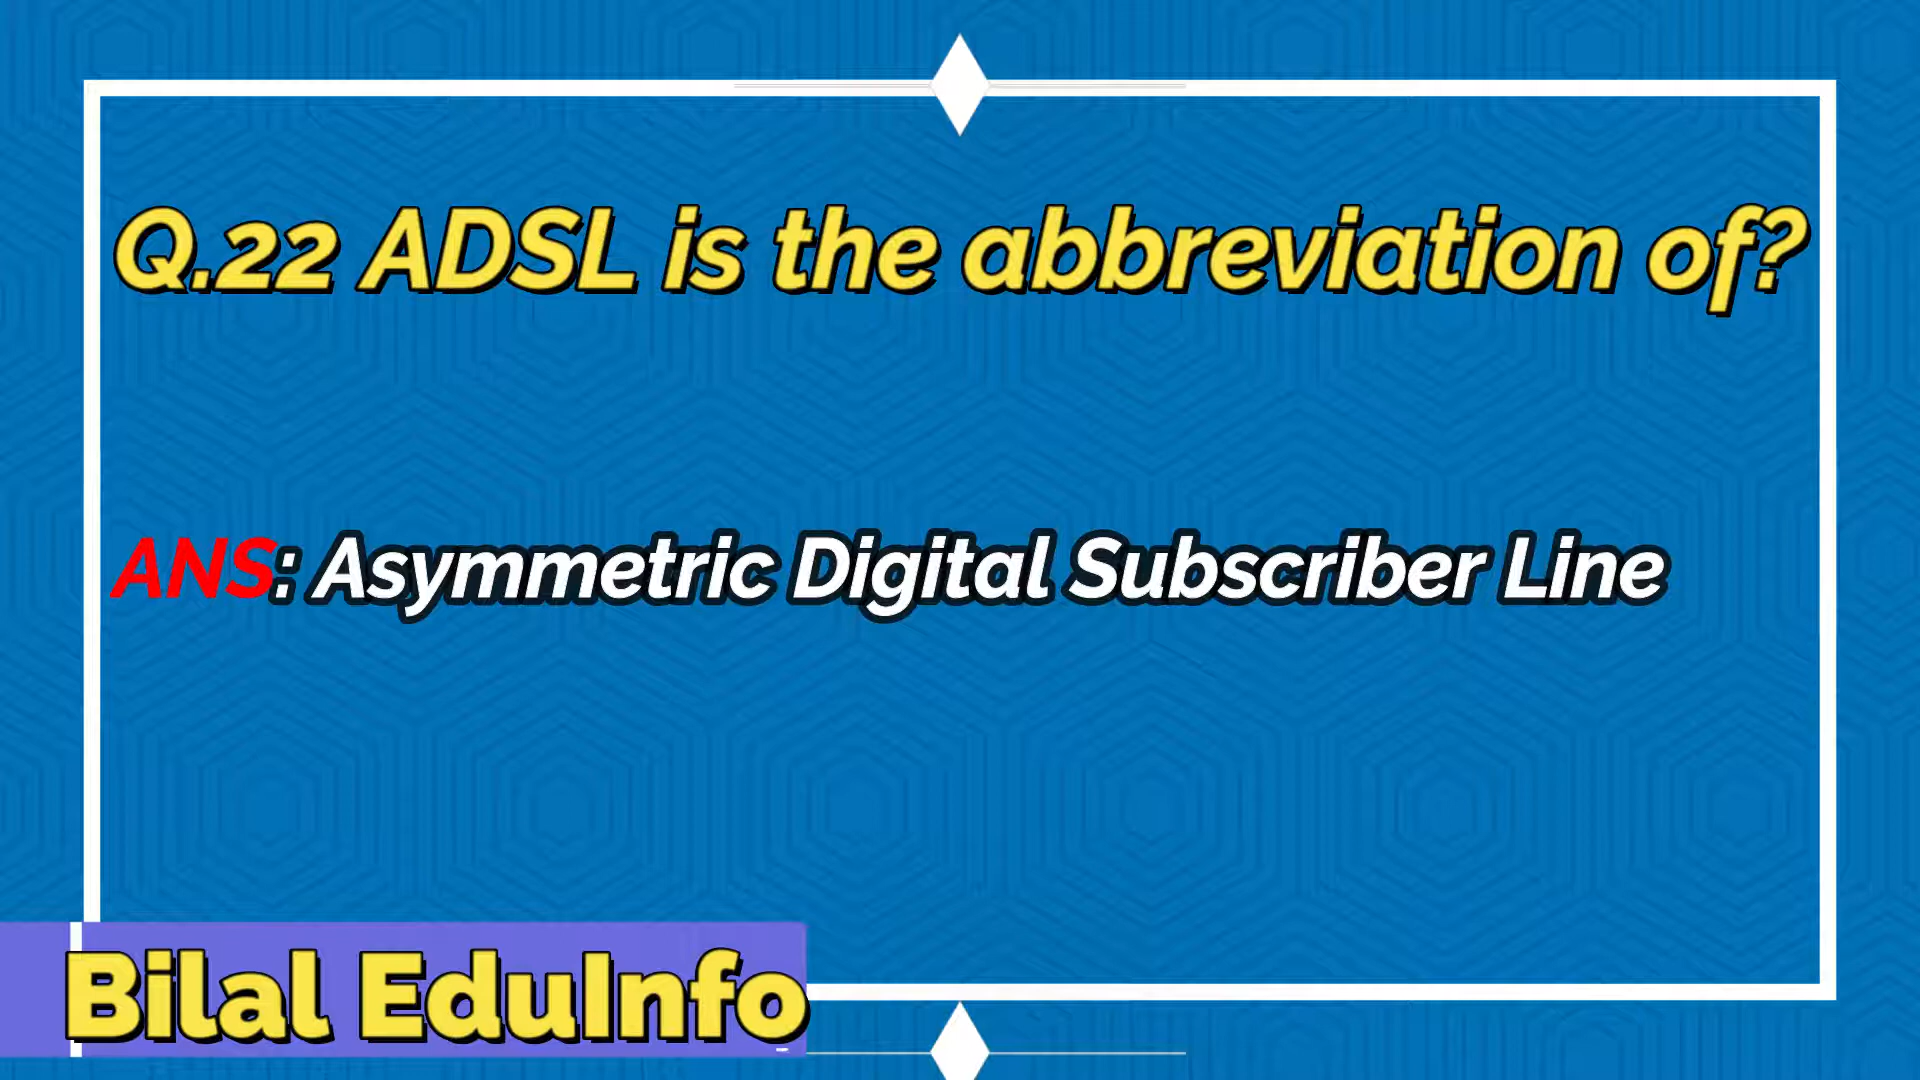 Q.22 ADSL is the abbreviation of?
ANS: Asymmetric Digital Subscriber Line
Bilal EduInfo